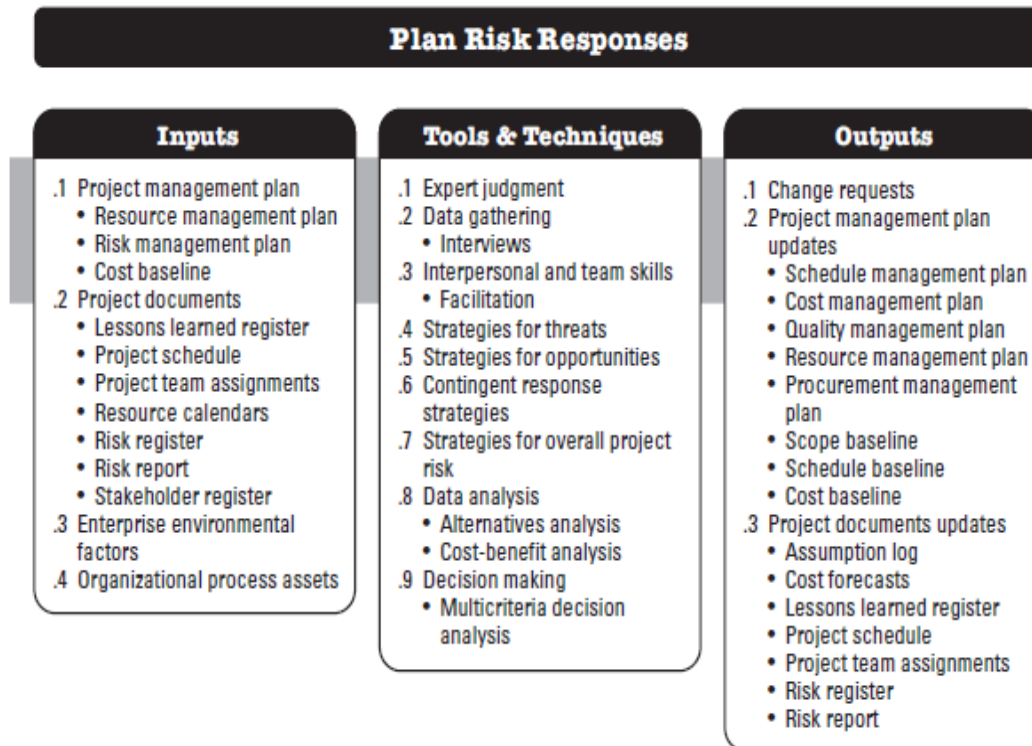 Plan Risk Responses
Inputs
.1 Project management plan
• Resource management plan
• Risk management plan
• Cost baseline
.2 Project documents
• Lessons learned register
• Project schedule
• Project team assignments
• Resource calendars
• Risk register
• Risk report
• Stakeholder register
.3 Enterprise environmental
factors
.4 Organizational process assets
Tools & Techniques
.1 Expert judgment
.2 Data gathering
• Interviews
.3 Interpersonal and team skills
• Facilitation
.4 Strategies for threats
.5 Strategies for opportunities
.6 Contingent response
strategies
.7 Strategies for overall project
risk
.8 Data analysis
• Alternatives analysis
• Cost-benefit analysis
.9 Decision making
• Multicriteria decision
analysis
Outputs
.1 Change requests
.2 Project management plan
updates
• Schedule management plan
• Cost management plan
• Quality management plan
• Resource management plan
• Procurement management
plan
• Scope baseline
• Schedule baseline
• Cost baseline
.3 Project documents updates
• Assumption log
• Cost forecasts
• Lessons learned register
• Project schedule
• Project team assignments
• Risk register
• Risk report